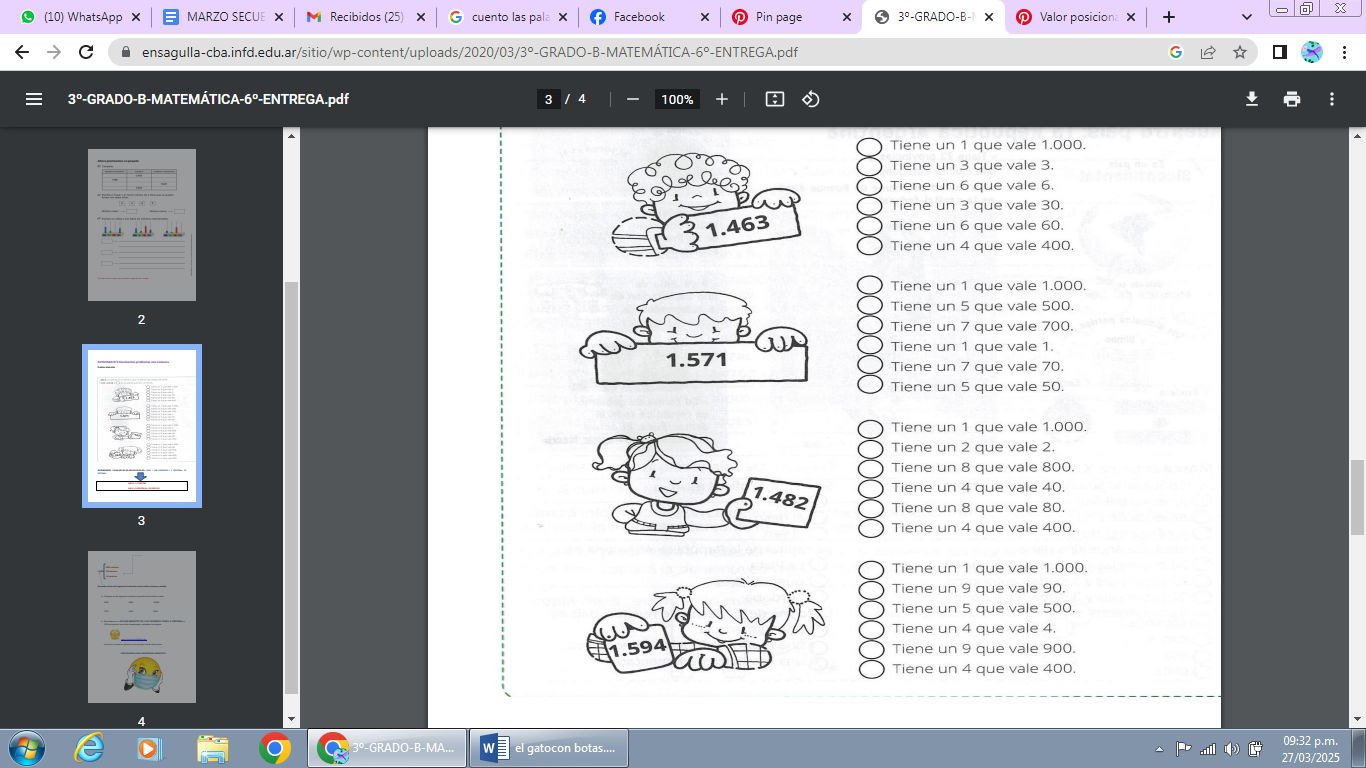 (10) WhatsApp
MARZO SECUE
Recibidos (25)
cuento las pala
Facebook
Pin page
3º-GRADO-B-M
Valor posiciona
ensagulla-cba.infd.edu.ar/sitio/wp-content/uploads/2020/03/3º-GRADO-B-MATEMÁTICA-6º-ENTREGA.pdf
3º-GRADO-B-MATEMÁTICA-6º-ENTREGA.pdf
3 / 4
100%
2
3
4
1.463
Tiene un 1 que vale 1.000.
Tiene un 3 que vale 3.
Tiene un 6 que vale 6.
Tiene un 3 que vale 30.
Tiene un 6 que vale 60.
Tiene un 4 que vale 400.
1.571
Tiene un 1 que vale 1.000.
Tiene un 5 que vale 500.
Tiene un 7 que vale 700.
Tiene un 1 que vale 1.
Tiene un 7 que vale 70.
Tiene un 5 que vale 50.
1.482
Tiene un 1 que vale 1.000.
Tiene un 2 que vale 2.
Tiene un 8 que vale 800.
Tiene un 4 que vale 40.
Tiene un 8 que vale 80.
Tiene un 4 que vale 400.
1.594
Tiene un 1 que vale 1.000.
Tiene un 9 que vale 90.
Tiene un 5 que vale 500.
Tiene un 4 que vale 4.
Tiene un 9 que vale 900.
Tiene un 4 que vale 400.
3º-GRADO-B-MA...
el gatocon botas....
09:32 p.m.
27/03/2025